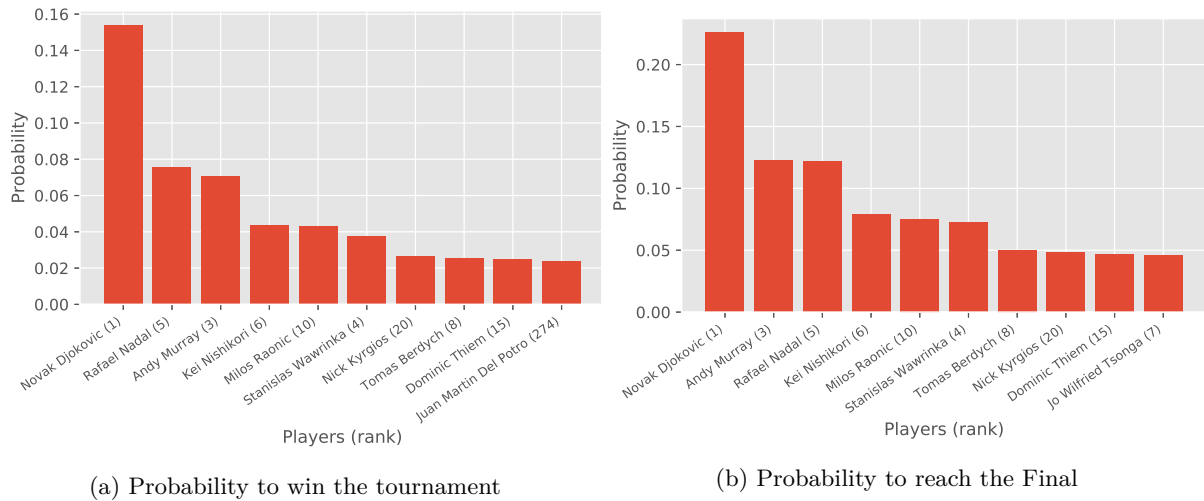 0.16
0.14
0.12
0.10
0.08
0.06
0.04
0.02
0.00
Probability
Novak Djokovic (1)
Rafael Nadal (5)
Andy Murray (3)
Kei Nishikori (6)
Milos Raonic (10)
Stanislas Wawrinka (4)
Nick Kyrgios (20)
Tomas Berdych (8)
Dominic Thiem (15)
Juan Martin Del Potro (274)
Players (rank)
(a) Probability to win the tournament
0.20
0.15
0.10
0.05
0.00
Probability
Novak Djokovic (1)
Andy Murray (3)
Rafael Nadal (5)
Kei Nishikori (6)
Milos Raonic (10)
Stanislas Wawrinka (4)
Tomas Berdych (8)
Nick Kyrgios (20)
Dominic Thiem (15)
Jo Wilfried Tsonga (7)
Players (rank)
(b) Probability to reach the Final